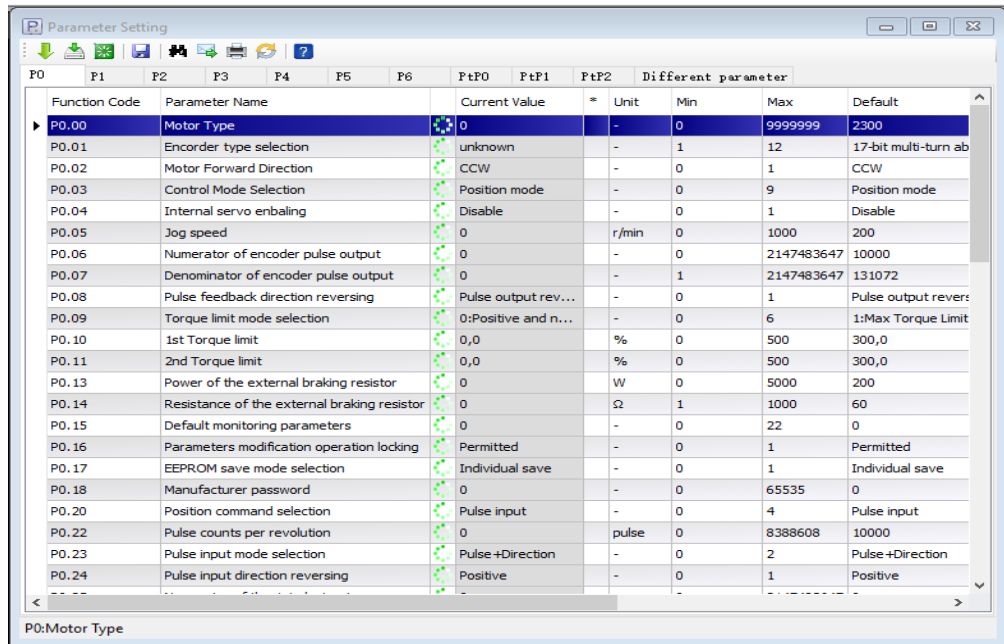 Parameter Setting
P0 P1 P2 P3 P4 P5 P6 PtP0 PtP1 PtP2 Different parameter
Function Code Parameter Name Current Value * Unit Min Max Default
P0.00 Motor Type 0 - 0 9999999 2300
P0.01 Encorder type selection unknown - 1 12 17-bit multi-turn ab
P0.02 Motor Forward Direction CCW - 0 1 CCW
P0.03 Control Mode Selection Position mode - 0 9 Position mode
P0.04 Internal servo enbaling Disable - 0 1 Disable
P0.05 Jog speed 0 r/min 0 1000 200
P0.06 Numerator of encoder pulse output 0 - 0 2147483647 10000
P0.07 Denominator of encoder pulse output 0 - 1 2147483647 131072
P0.08 Pulse feedback direction reversing Pulse output rev... - 0 1 Pulse output revers
P0.09 Torque limit mode selection 0:Positive and n... - 0 6 1:Max Torque Limit
P0.10 1st Torque limit 0,0 % 0 500 300,0
P0.11 2nd Torque limit 0,0 % 0 500 300,0
P0.13 Power of the external braking resistor 0 W 0 5000 200
P0.14 Resistance of the external braking resistor 0 Ω 1 1000 60
P0.15 Default monitoring parameters 0 - 0 22 0
P0.16 Parameters modification operation locking Permitted - 0 1 Permitted
P0.17 EEPROM save mode selection Individual save - 0 1 Individual save
P0.18 Manufacturer password 0 - 0 65535 0
P0.20 Position command selection Pulse input - 0 4 Pulse input
P0.22 Pulse counts per revolution 0 pulse 0 8388608 10000
P0.23 Pulse input mode selection Pulse+Direction - 0 2 Pulse+Direction
P0.24 Pulse input direction reversing Positive - 0 1 Positive
P0:Motor Type